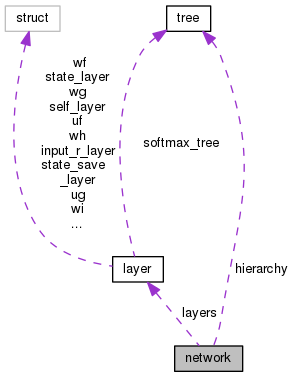 struct
tree
wf
state_layer
wg
self_layer
uf
wh
input_r_layer
state_save
_layer
ug
wi
...
softmax_tree
layer
hierarchy
layers
network